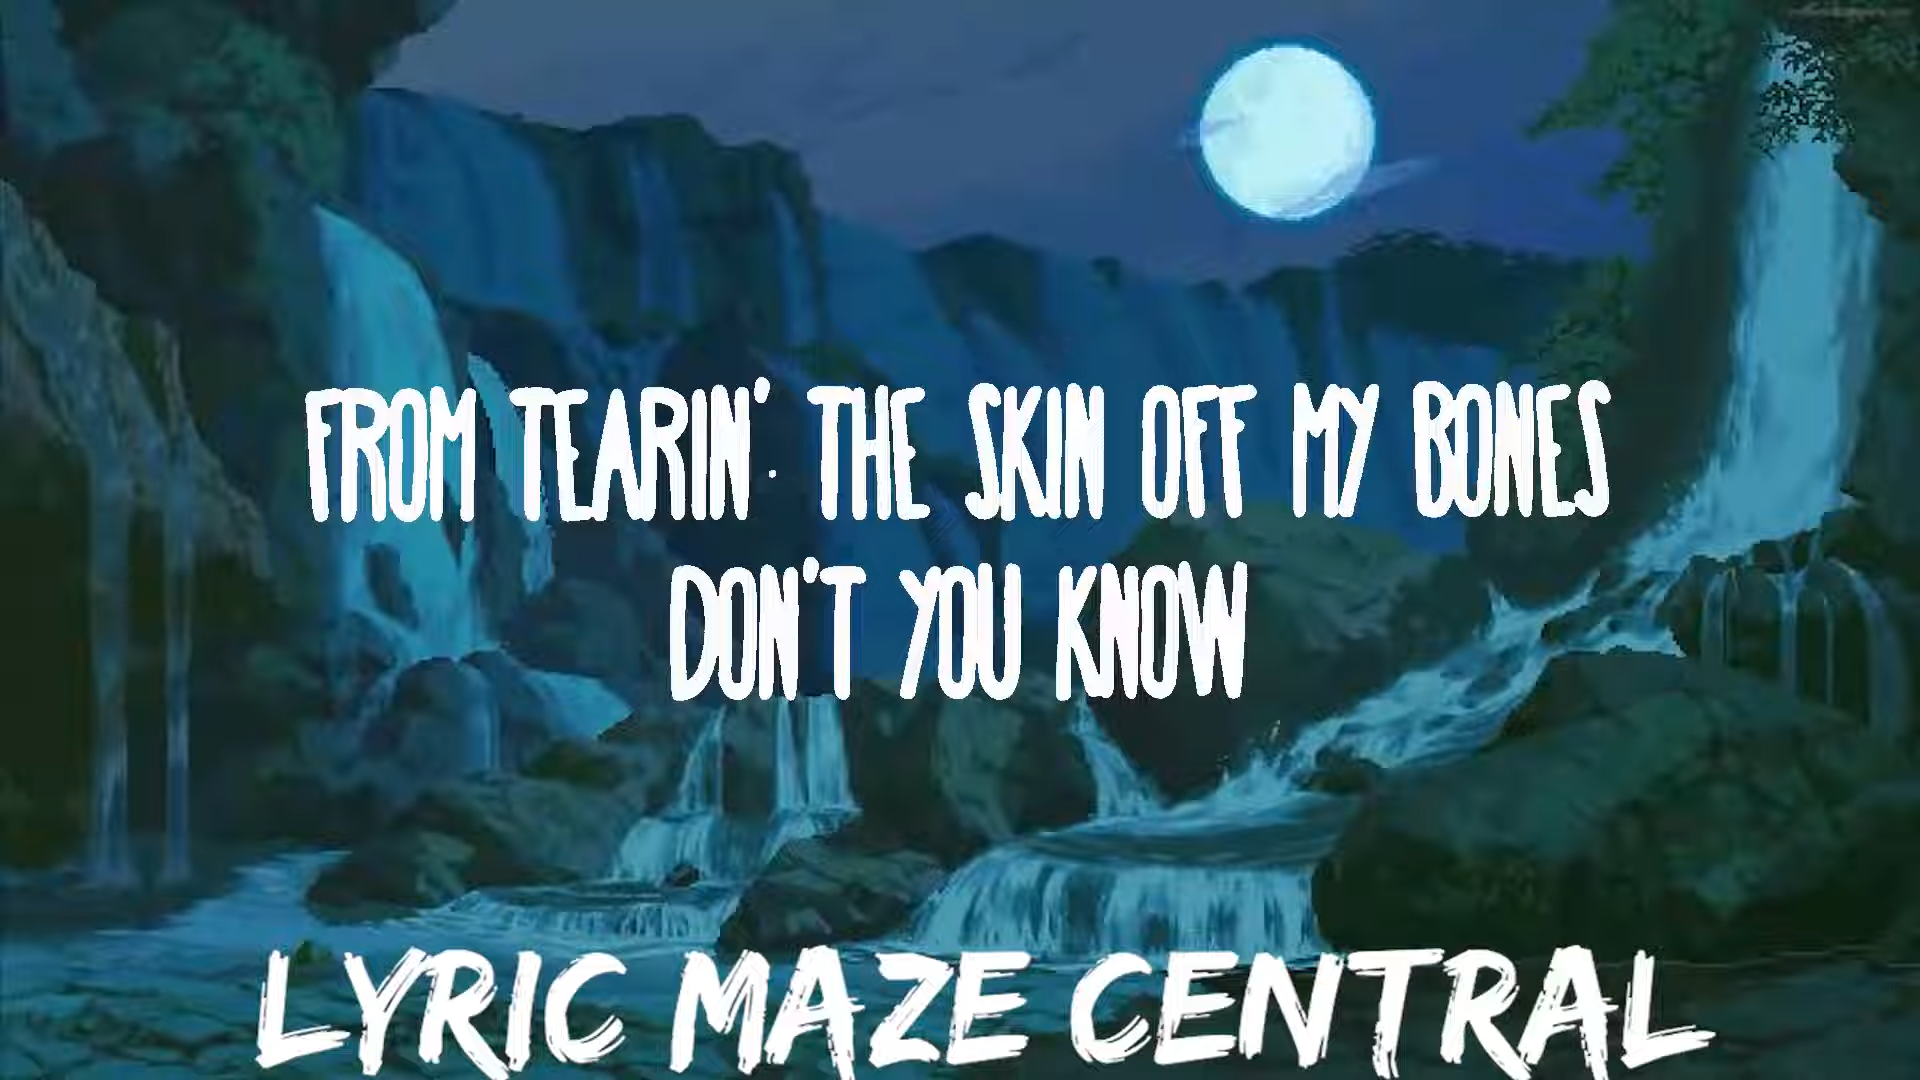 FROM TEARIN' THE SKIN OFF MY BONES
DON'T YOU KNOW
LYRIC MAZE CENTRAL